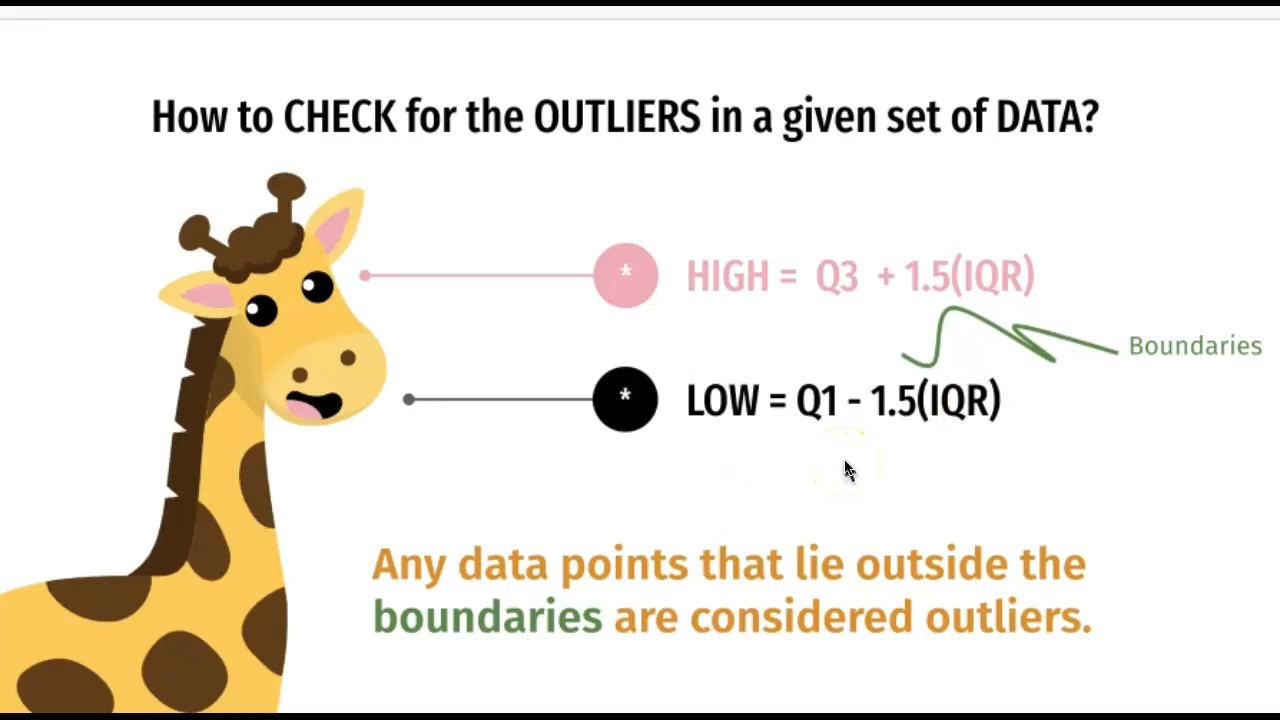 How to CHECK for the OUTLIERS in a given set of DATA?
* HIGH = Q3 + 1.5(IQR)
Boundaries
* LOW = Q1 - 1.5(IQR)
Any data points that lie outside the
boundaries are considered outliers.